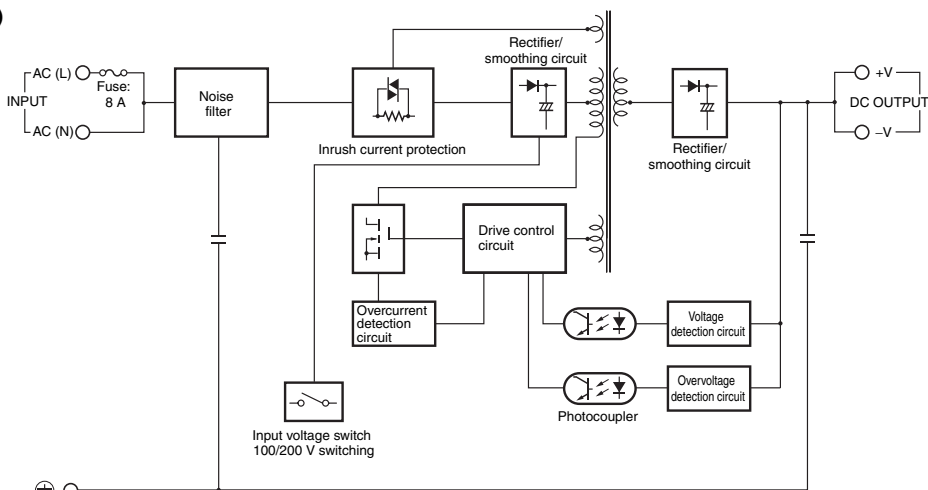 )
AC (L)
Fuse:
8 A
INPUT
AC (N)
Noise
filter
Inrush current protection
Rectifier/
smoothing circuit
Rectifier/
smoothing circuit
+V
DC OUTPUT
–V
Drive control
circuit
Overcurrent
detection
circuit
Voltage
detection circuit
Overvoltage
detection circuit
Photocoupler
Input voltage switch
100/200 V switching